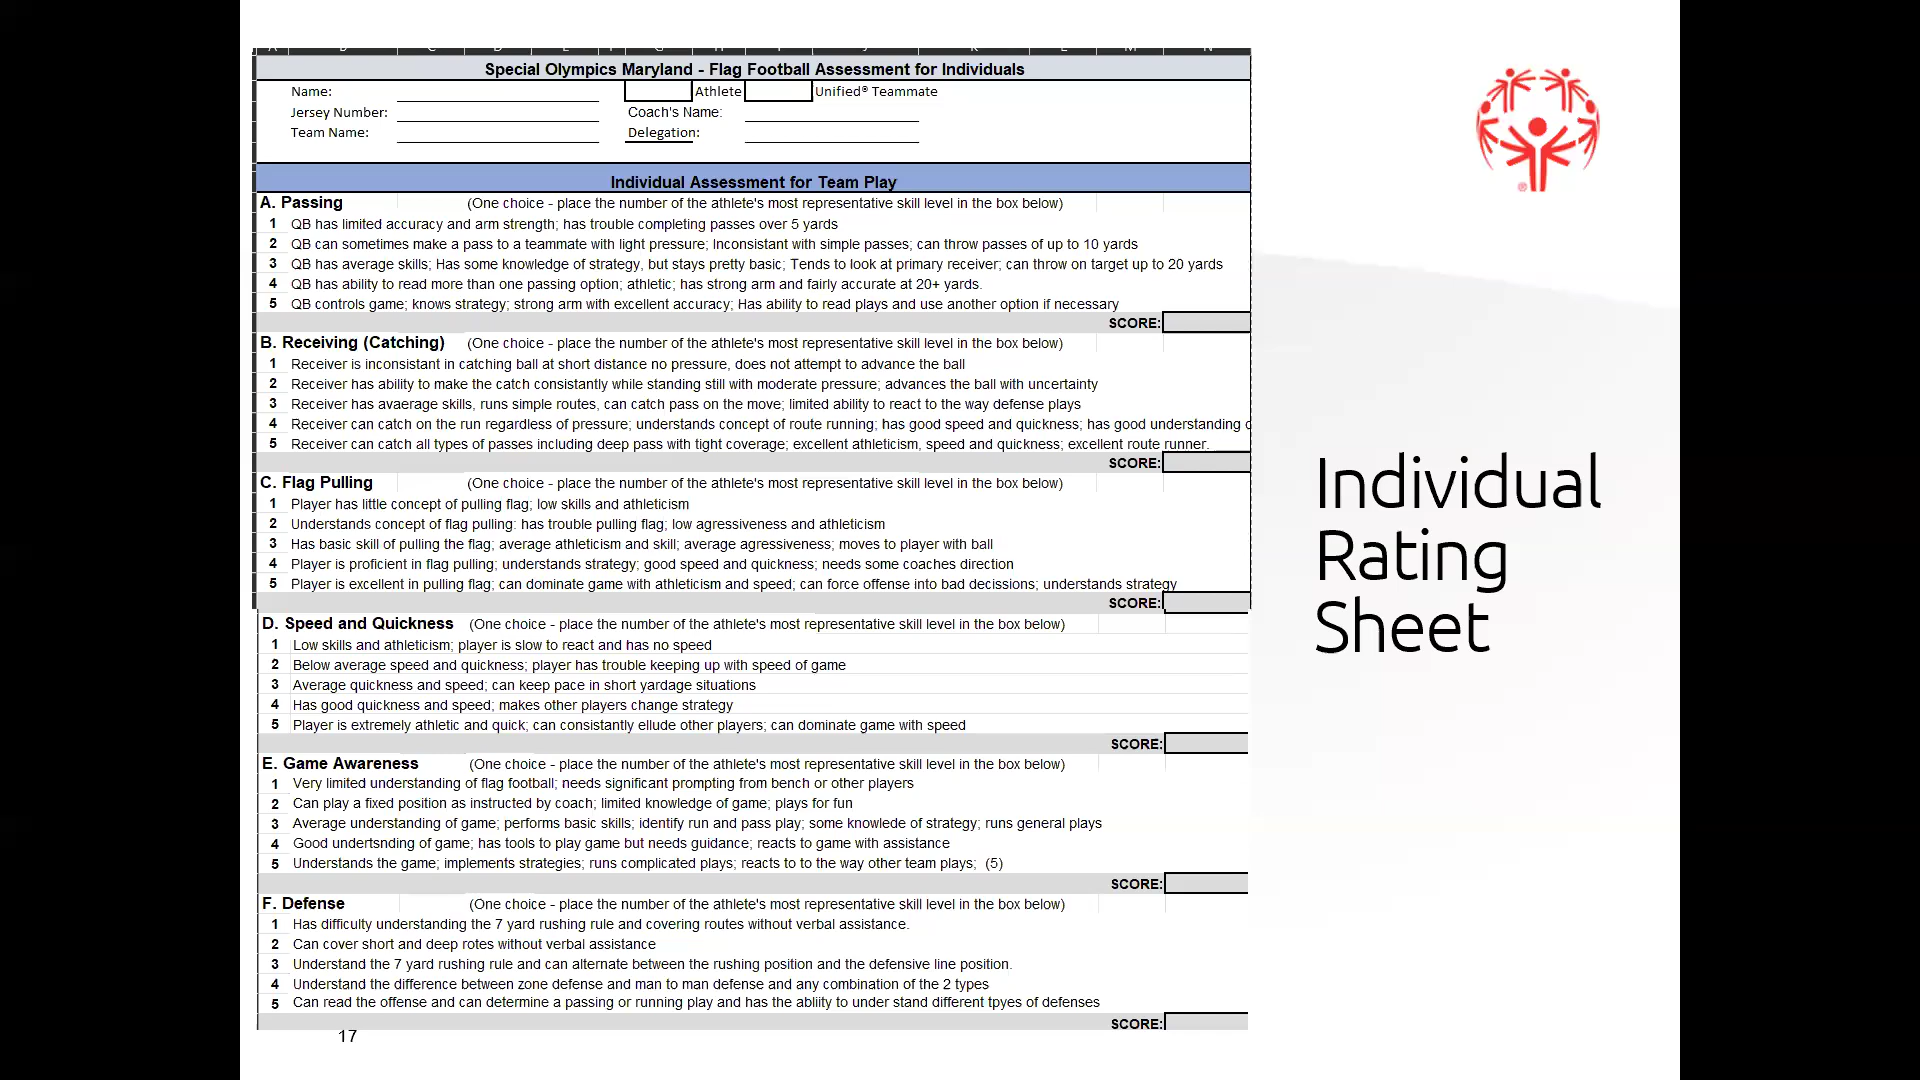 Special Olympics Maryland - Flag Football Assessment for Individuals
Name: Athlete Unified® Teammate
Jersey Number: Coach's Name:
Team Name: Delegation:
Individual Assessment for Team Play
A. Passing (One choice - place the number of the athlete's most representative skill level in the box below)
1 QB has limited accuracy and arm strength; has trouble completing passes over 5 yards
2 QB can sometimes make a pass to a teammate with light pressure; Inconsistant with simple passes; can throw passes of up to 10 yards
3 QB has average skills; Has some knowledge of strategy, but stays pretty basic; Tends to look at primary receiver; can throw on target up to 20 yards
4 QB has ability to read more than one passing option; athletic; has strong arm and fairly accurate at 20+ yards.
5 QB controls game; knows strategy; strong arm with excellent accuracy; Has ability to read plays and use another option if necessary
SCORE:
B. Receiving (Catching) (One choice - place the number of the athlete's most representative skill level in the box below)
1 Receiver is inconsistant in catching ball at short distance no pressure, does not attempt to advance the ball
2 Receiver has ability to make the catch consistantly while standing still with moderate pressure; advances the ball with uncertainty
3 Receiver has avaerage skills, runs simple routes, can catch pass on the move; limited ability to react to the way defense plays
4 Receiver can catch on the run regardless of pressure; understands concept of route running; has good speed and quickness; has good understanding
5 Receiver can catch all types of passes including deep pass with tight coverage; excellent athleticism, speed and quickness; excellent route runner.
SCORE:
C. Flag Pulling (One choice - place the number of the athlete's most representative skill level in the box below)
1 Player has little concept of pulling flag; low skills and athleticism
2 Understands concept of flag pulling: has trouble pulling flag; low agressiveness and athleticism
3 Has basic skill of pulling the flag; average athleticism and skill; average agressiveness; moves to player with ball
4 Player is proficient in flag pulling; understands strategy; good speed and quickness; needs some coaches direction
5 Player is excellent in pulling flag; can dominate game with athleticism and speed; can force offense into bad decissions; understands strategy
SCORE:
D. Speed and Quickness (One choice - place the number of the athlete's most representative skill level in the box below)
1 Low skills and athleticism; player is slow to react and has no speed
2 Below average speed and quickness; player has trouble keeping up with speed of game
3 Average quickness and speed; can keep pace in short yardage situations
4 Has good quickness and speed; makes other players change strategy
5 Player is extremely athletic and quick; can consistantly ellude other players; can dominate game with speed
SCORE:
E. Game Awareness (One choice - place the number of the athlete's most representative skill level in the box below)
1 Very limited understanding of flag football; needs significant prompting from bench or other players
2 Can play a fixed position as instructed by coach; limited knowledge of game; plays for fun
3 Average understanding of game; performs basic skills; identify run and pass play; some knowlede of strategy; runs general plays
4 Good undertsnding of game; has tools to play game but needs guidance; reacts to game with assistance
5 Understands the game; implements strategies; runs complicated plays; reacts to to the way other team plays; (5)
SCORE:
F. Defense (One choice - place the number of the athlete's most representative skill level in the box below)
1 Has difficulty understanding the 7 yard rushing rule and covering routes without verbal assistance.
2 Can cover short and deep rotes without verbal assistance
3 Understand the 7 yard rushing rule and can alternate between the rushing position and the defensive line position.
4 Understand the difference between zone defense and man to man defense and any combination of the 2 types
5 Can read the offense and can determine a passing or running play and has the abliity to under stand different tpyes of defenses
SCORE:
17
Individual
Rating
Sheet